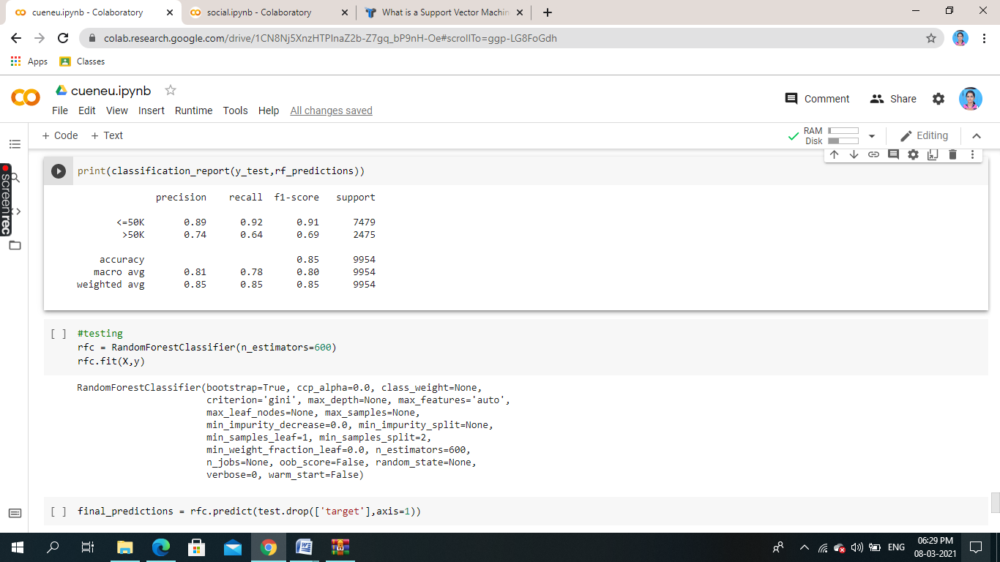 cueneu.ipynb - Colaboratory
social.ipynb - Colaboratory
What is a Support Vector Machin
colab.research.google.com/drive/1CN8Nj5XnzHTPInaZ2b-Z7gq_bP9nH-Oe#scrollTo=ggp-LG8FoGdh
Apps Classes
cueneu.ipynb
Comment Share
File Edit View Insert Runtime Tools Help All changes saved
+ Code + Text
RAM
Disk
Editing
screenrec
print(classification_report(y_test,rf_predictions))
precision recall f1-score support
<=50K 0.89 0.92 0.91 7479
>50K 0.74 0.64 0.69 2475
accuracy 0.85 9954
macro avg 0.81 0.78 0.80 9954
weighted avg 0.85 0.85 0.85 9954
[ ] #testing
rfc = RandomForestClassifier(n_estimators=600)
rfc.fit(X,y)
RandomForestClassifier(bootstrap=True, ccp_alpha=0.0, class_weight=None,
criterion='gini', max_depth=None, max_features='auto',
max_leaf_nodes=None, max_samples=None,
min_impurity_decrease=0.0, min_impurity_split=None,
min_samples_leaf=1, min_samples_split=2,
min_weight_fraction_leaf=0.0, n_estimators=600,
n_jobs=None, oob_score=False, random_state=None,
verbose=0, warm_start=False)
[ ] final_predictions = rfc.predict(test.drop(['target'],axis=1))
ENG
06:29 PM
08-03-2021